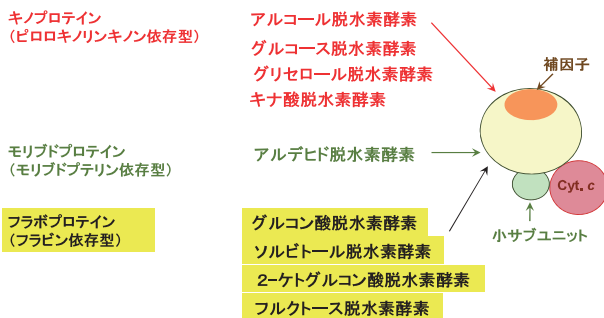 キノプロテイン
（ピロロキノリンキノン依存型）
アルコール脱水素酵素
グルコース脱水素酵素
グリセロール脱水素酵素
キナ酸脱水素酵素
補因子
モリブドプロテイン
（モリブドプテリン依存型）
アルデヒド脱水素酵素
Cyt. c
小サブユニット
フラボプロテイン
（フラビン依存型）
グルコン酸脱水素酵素
ソルビトール脱水素酵素
２−ケトグルコン酸脱水素酵素
フルクトース脱水素酵素